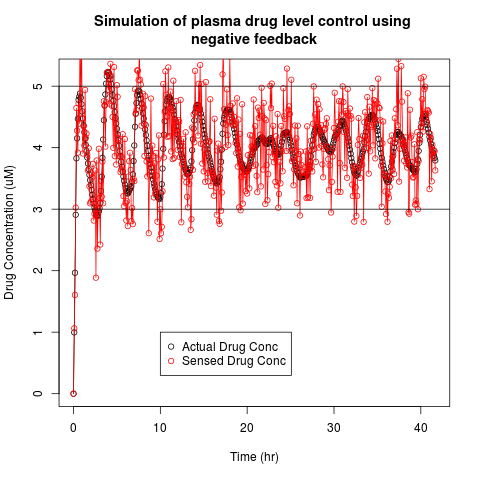 Simulation of plasma drug level control using
negative feedback
Drug Concentration (uM)
5
4
3
2
1
0
Actual Drug Conc
Sensed Drug Conc
0 10 20 30 40
Time (hr)